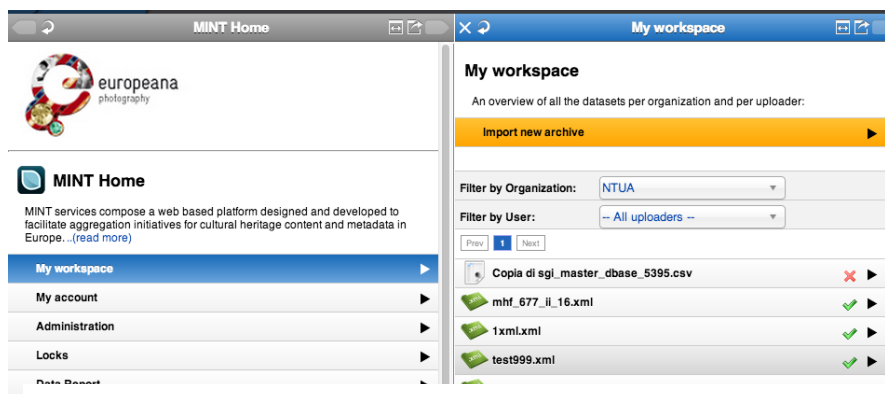 MINT Home
europeana
photography
MINT Home
MINT services compose a web based platform designed and developed to
facilitate aggregation initiatives for cultural heritage content and metadata in
Europe...(read more)
My workspace
My account
Administration
Locks
Data Report
My workspace
My workspace
An overview of all the datasets per organization and per uploader:
Import new archive
Filter by Organization: NTUA
Filter by User: -- All uploaders --
Prev 1 Next
Copia di sgi_master_dbase_5395.csv
mhf_677_ii_16.xml
1xml.xml
test999.xml